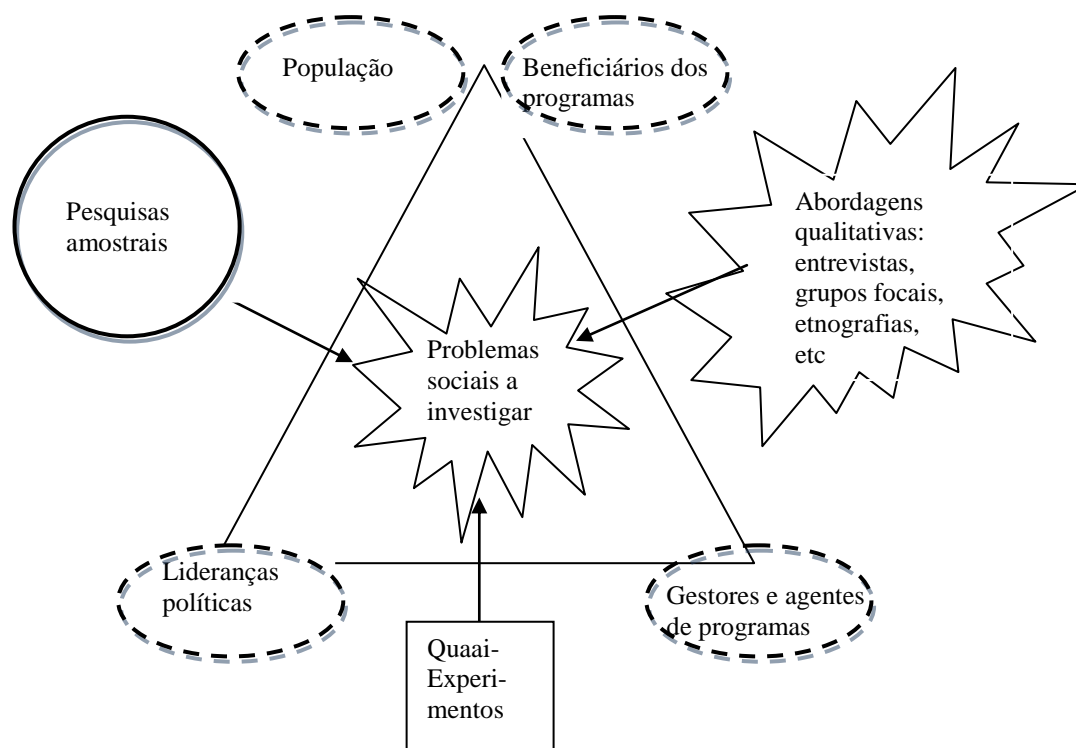 População
Beneficiários dos
programas
Pesquisas
amostrais
Abordagens
qualitativas:
entrevistas,
grupos focais,
etnografias,
etc
Problemas
sociais a
investigar
Lideranças
políticas
Gestores e agentes
de programas
Quaai-
Experi-
mentos